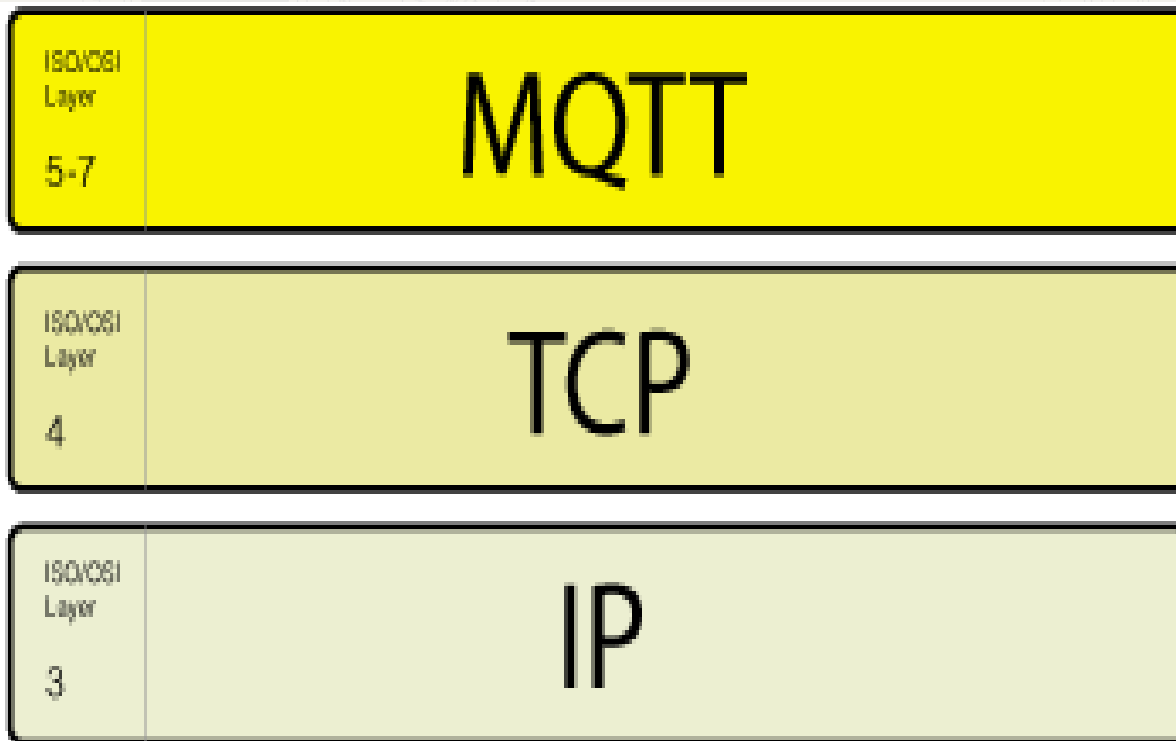 ISO/OSI
Layer
5-7
MQTT
ISO/OSI
Layer
4
TCP
ISO/OSI
Layer
3
IP